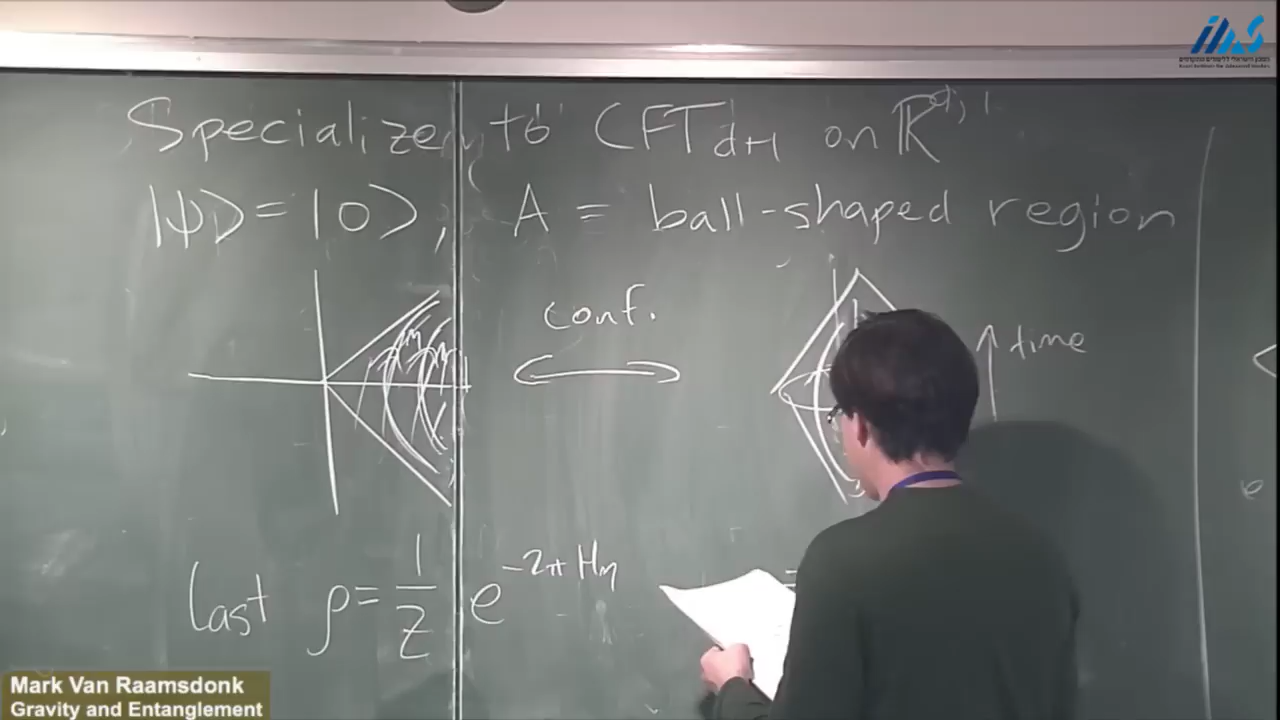 Specialize to CFT_{d+1} on ℝ^{d,1}
|ψ⟩ = |0⟩, A = ball-shaped region
conf.
time
Last ρ = 1/Z e^{-2π H_η}
Mark Van Raamsdonk
Gravity and Entanglement